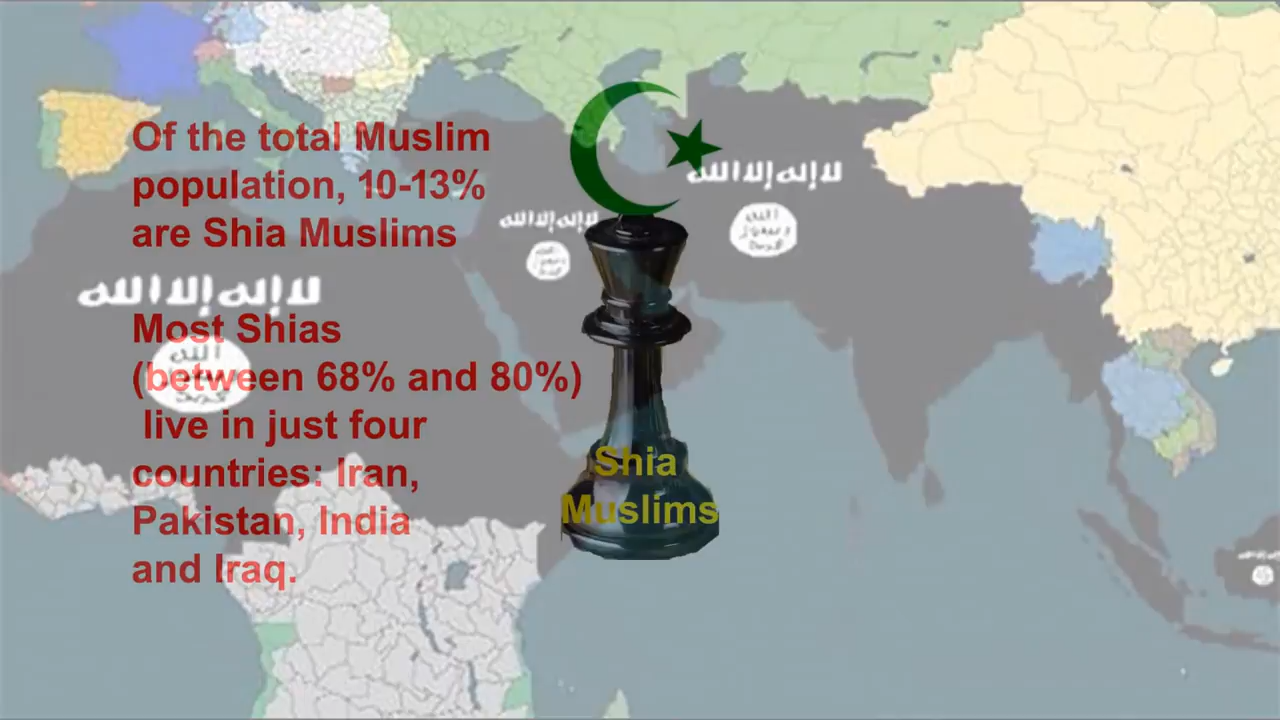 Of the total Muslim
population, 10-13%
are Shia Muslims
لا إله إلا الله
لا إله إلا الله
لا إله إلا الله
Most Shias
(between 68% and 80%)
live in just four
countries: Iran,
Pakistan, India
and Iraq.
Shia
Muslims